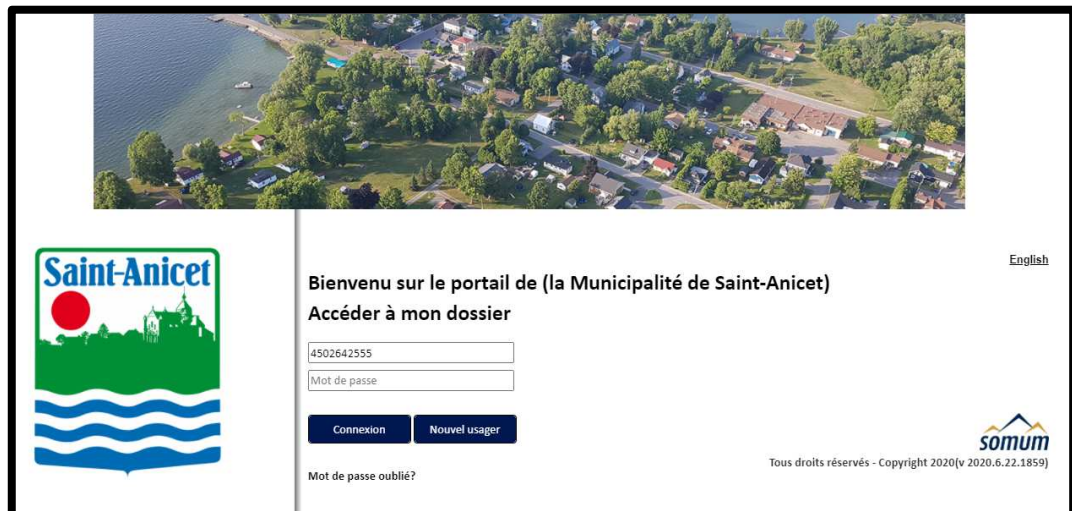 Saint-Anicet
English
Bienvenu sur le portail de (la Municipalité de Saint-Anicet)
Accéder à mon dossier
4502642555
Mot de passe
Connexion
Nouvel usager
somum
Tous droits réservés - Copyright 2020(v 2020.6.22.1859)
Mot de passe oublié?